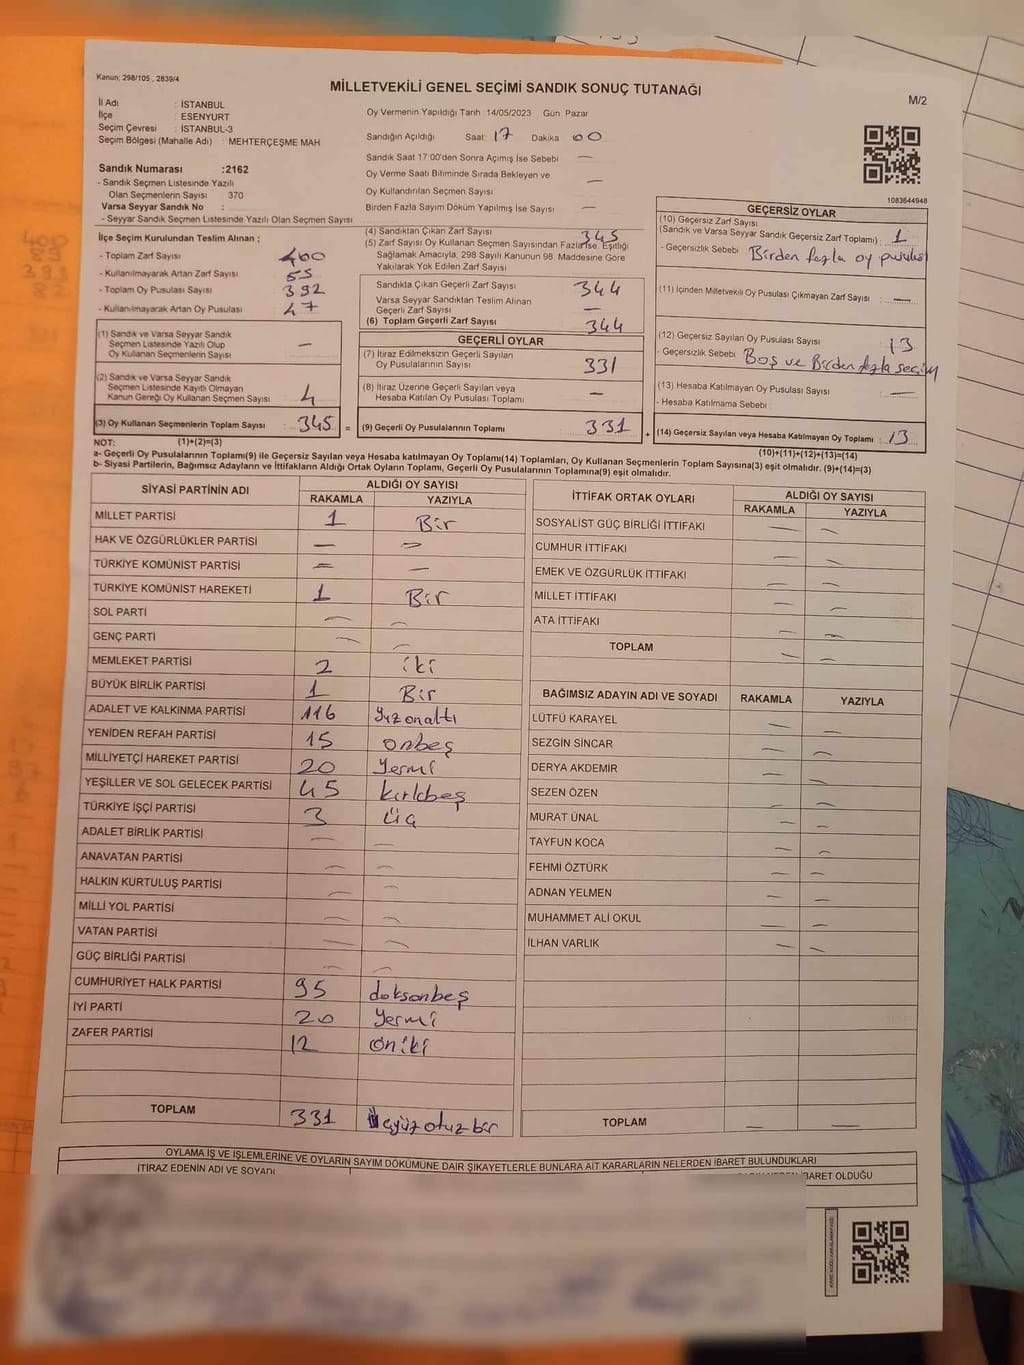 Kanun: 298/105 , 2839/4
MİLLETVEKİLİ GENEL SEÇİMİ SANDIK SONUÇ TUTANAĞI
M/2
İl Adı : İSTANBUL
İlçe : ESENYURT
Seçim Çevresi : İSTANBUL-3
Seçim Bölgesi (Mahalle Adı) : MEHTERÇEŞME MAH
Sandık Numarası :2162
- Sandık Seçmen Listesinde Yazılı
Olan Seçmenlerin Sayısı : 370
Varsa Seyyar Sandık No :
- Seyyar Sandık Seçmen Listesinde Yazılı Olan Seçmen Sayısı
Oy Vermenin Yapıldığı Tarih :14/05/2023 Gün: Pazar
Sandığın Açıldığı Saat: 17 Dakika 00
Sandık Saat 17:00'den Sonra Açımış İse Sebebi —
Oy Verme Saati Bitiminde Sırada Bekleyen ve
Oy Kullandırılan Seçmen Sayısı —
Birden Fazla Sayım Döküm Yapılmış İse Sayısı —
1083644948
İlçe Seçim Kurulundan Teslim Alınan ;
- Toplam Zarf Sayısı 400
- Kullanılmayarak Artan Zarf Sayısı 55
- Toplam Oy Pusulası Sayısı 392
- Kullanılmayarak Artan Oy Pusulası 47
(1) Sandık ve Varsa Seyyar Sandık
Seçmen Listesinde Yazılı Olup
Oy Kullanan Seçmenlerin Sayısı —
(2) Sandık ve Varsa Seyyar Sandık
Seçmen Listesinde Kayıtlı Olmayan
Kanun Gereği Oy Kullanan Seçmen Sayısı 4
(3) Oy Kullanan Seçmenlerin Toplam Sayısı : 345 =
(4) Sandıktan Çıkan Zarf Sayısı 345
(5) Zarf Sayısı Oy Kullanan Seçmen Sayısından Fazla İse, Eşitliği
Sağlamak Amacıyla, 298 Sayılı Kanunun 98. Maddesine Göre
Yakılarak Yok Edilen Zarf Sayısı
Sandıkta Çıkan Geçerli Zarf Sayısı 344
Varsa Seyyar Sandıktan Teslim Alınan
Geçerli Zarf Sayısı —
(6) Toplam Geçerli Zarf Sayısı 344
GEÇERLİ OYLAR
(7) İtiraz Edilmeksizin Geçerli Sayılan
Oy Pusulalarının Sayısı 331
(8) İtiraz Üzerine Geçerli Sayılan veya
Hesaba Katılan Oy Pusulası Toplamı —
(9) Geçerli Oy Pusulalarının Toplamı : 331 +
GEÇERSİZ OYLAR
(10) Geçersiz Zarf Sayısı
(Sandık ve Varsa Seyyar Sandık Geçersiz Zarf Toplamı) 1
- Geçersizlik Sebebi Birden fazla oy pusulası
(11) İçinden Milletvekili Oy Pusulası Çıkmayan Zarf Sayısı : —
(12) Geçersiz Sayılan Oy Pusulası Sayısı : 13
- Geçersizlik Sebebi Boş ve Birden fazla seçim
(13) Hesaba Katılmayan Oy Pusulası Sayısı —
- Hesaba Katılmama Sebebi
(14) Geçersiz Sayılan veya Hesaba Katılmayan Oy Toplamı : 13
NOT: (1)+(2)=(3) (10)+(11)+(12)+(13)=(14)
a- Geçerli Oy Pusulaları Toplamı(9) ile Geçersiz Sayılan veya Hesaba katılmayan Oy Toplamı(14) Toplamları, Oy Kullanan Seçmenlerin Toplam Sayısına(3) eşit olmalıdır. (9)+(14)=(3)
b- Siyasi Partilerin, Bağımsız Adayların ve İttifakların Aldığı Ortak Oyların Toplamı, Geçerli Oy Pusulalarının Toplamına(9) eşit olmalıdır.
SİYASİ PARTİNİN ADI ALDIĞI OY SAYISI
RAKAMLA YAZIYLA
MİLLET PARTİSİ 1 Bir
HAK VE ÖZGÜRLÜKLER PARTİSİ — —
TÜRKİYE KOMÜNİST PARTİSİ — —
TÜRKİYE KOMÜNİST HAREKETİ 1 Bir
SOL PARTİ — —
GENÇ PARTİ — —
MEMLEKET PARTİSİ 2 iki
BÜYÜK BİRLİK PARTİSİ 1 Bir
ADALET VE KALKINMA PARTİSİ 116 Yüzonaltı
YENİDEN REFAH PARTİSİ 15 onbeş
MİLLİYETÇİ HAREKET PARTİSİ 20 Yermi
YEŞİLLER VE SOL GELECEK PARTİSİ 45 kırkbeş
TÜRKİYE İŞÇİ PARTİSİ 3 üç
ADALET BİRLİK PARTİSİ — —
ANAVATAN PARTİSİ — —
HALKIN KURTULUŞ PARTİSİ — —
MİLLİ YOL PARTİSİ — —
VATAN PARTİSİ — —
GÜÇ BİRLİĞİ PARTİSİ — —
CUMHURİYET HALK PARTİSİ 95 doksonbeş
İYİ PARTİ 20 Yermi
ZAFER PARTİSİ 12 oniki
TOPLAM 331 üçyüzotuzbir
İTTİFAK ORTAK OYLARI ALDIĞI OY SAYISI
RAKAMLA YAZIYLA
SOSYALİST GÜÇ BİRLİĞİ İTTİFAKI — —
CUMHUR İTTİFAKI — —
EMEK VE ÖZGÜRLÜK İTTİFAKI — —
MİLLET İTTİFAKI — —
ATA İTTİFAKI — —
TOPLAM — —
BAĞIMSIZ ADAYIN ADI VE SOYADI RAKAMLA YAZIYLA
LÜTFÜ KARAYEL — —
SEZGİN SİNCAR — —
DERYA AKDEMİR — —
SEZEN ÖZEN — —
MURAT ÜNAL — —
TAYFUN KOCA — —
FEHMİ ÖZTÜRK — —
ADNAN YELMEN — —
MUHAMMET ALİ OKUL — —
İLHAN VARLIK — —
TOPLAM — —
OYLAMA İŞ VE İŞLEMLERİNE VE OYLARIN SAYIM DÖKÜMÜNE DAİR ŞİKAYETLERLE BUNLARA AİT KARARLARIN NELERDEN İBARET BULUNDUKLARI
İTİRAZ EDENİN ADI VE SOYADI İBARET OLDUĞU